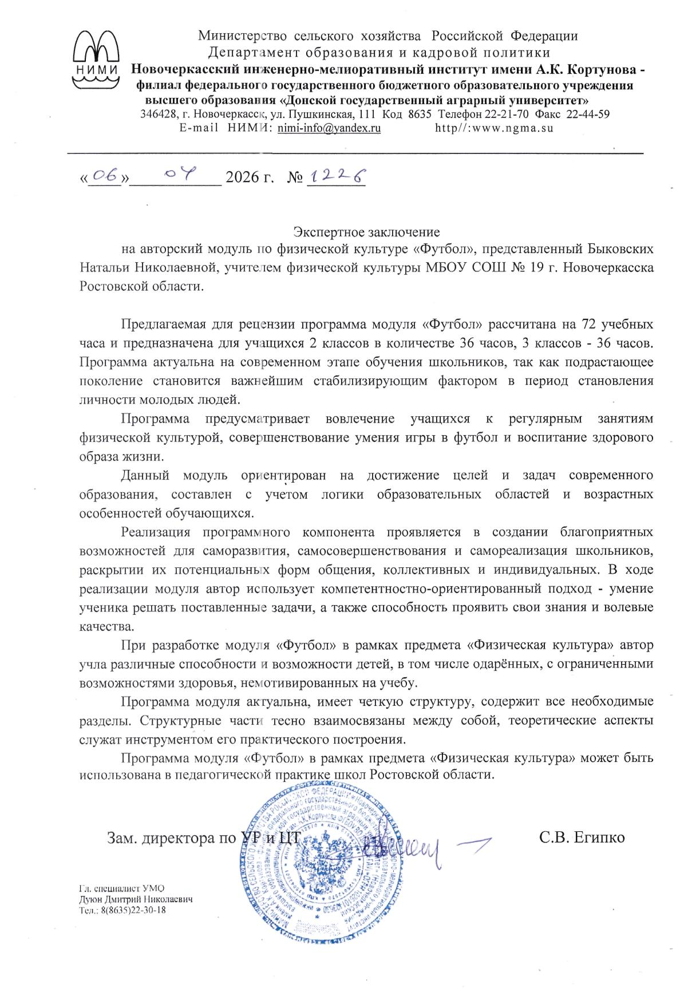 НИМИ
Министерство сельского хозяйства Российской Федерации
Департамент образования и кадровой политики
Новочеркасский инженерно-мелиоративный институт имени А.К. Кортунова -
филиал федерального государственного бюджетного образовательного учреждения
высшего образования «Донской государственный аграрный университет»
346428, г. Новочеркасск, ул. Пушкинская, 111 Код 8635 Телефон 22-21-70 Факс 22-44-59
E-mail НИМИ: nimi-info@yandex.ru http//:www.ngma.su
«06» 04 2026 г. № 1226
Экспертное заключение
на авторский модуль по физической культуре «Футбол», представленный Быковских
Натальи Николаевной, учителем физической культуры МБОУ СОШ № 19 г. Новочеркасска
Ростовской области.
Предлагаемая для рецензии программа модуля «Футбол» рассчитана на 72 учебных
часа и предназначена для учащихся 2 классов в количестве 36 часов, 3 классов - 36 часов.
Программа актуальна на современном этапе обучения школьников, так как подрастающее
поколение становится важнейшим стабилизирующим фактором в период становления
личности молодых людей.
Программа предусматривает вовлечение учащихся к регулярным занятиям
физической культурой, совершенствование умения игры в футбол и воспитание здорового
образа жизни.
Данный модуль ориентирован на достижение целей и задач современного
образования, составлен с учетом логики образовательных областей и возрастных
особенностей обучающихся.
Реализация программного компонента проявляется в создании благоприятных
возможностей для саморазвития, самосовершенствования и самореализация школьников,
раскрытии их потенциальных форм общения, коллективных и индивидуальных. В ходе
реализации модуля автор использует компетентностно-ориентированный подход - умение
ученика решать поставленные задачи, а также способность проявить свои знания и волевые
качества.
При разработке модуля «Футбол» в рамках предмета «Физическая культура» автор
учла различные способности и возможности детей, в том числе одарённых, с ограниченными
возможностями здоровья, немотивированных на учебу.
Программа модуля актуальна, имеет четкую структуру, содержит все необходимые
разделы. Структурные части тесно взаимосвязаны между собой, теоретические аспекты
служат инструментом его практического построения.
Программа модуля «Футбол» в рамках предмета «Физическая культура» может быть
использована в педагогической практике школ Ростовской области.
Зам. директора по УР и ЦТ С.В. Египко
Гл. специалист УМО
Дуюн Дмитрий Николаевич
Тел.: 8(8635)22-30-18